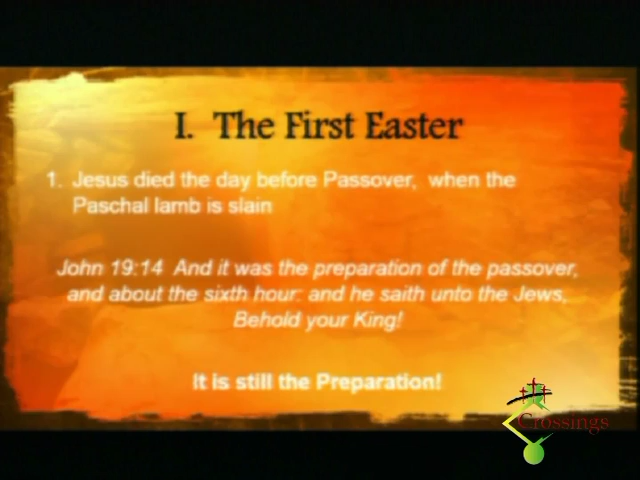 I. The First Easter
1. Jesus died the day before Passover, when the
Paschal lamb is slain
John 19:14 And it was the preparation of the passover,
and about the sixth hour: and he saith unto the Jews,
Behold your King!
It is still the Preparation!
Crossings